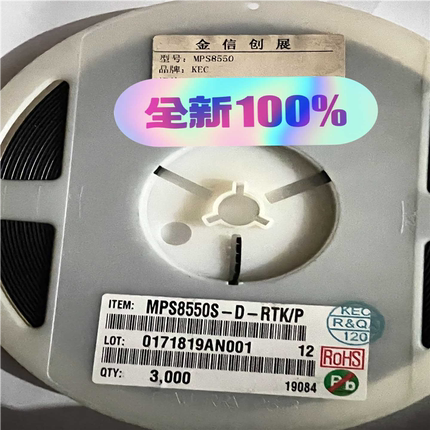 金信创展
型号: MPS8550
品牌: KEC
全新100%
ITEM: MPS8550S-D-RTK/P
LOT: 0171819AN001 12
QTY: 3,000 19084
KEC
R&QA
120
RoHS
Pb